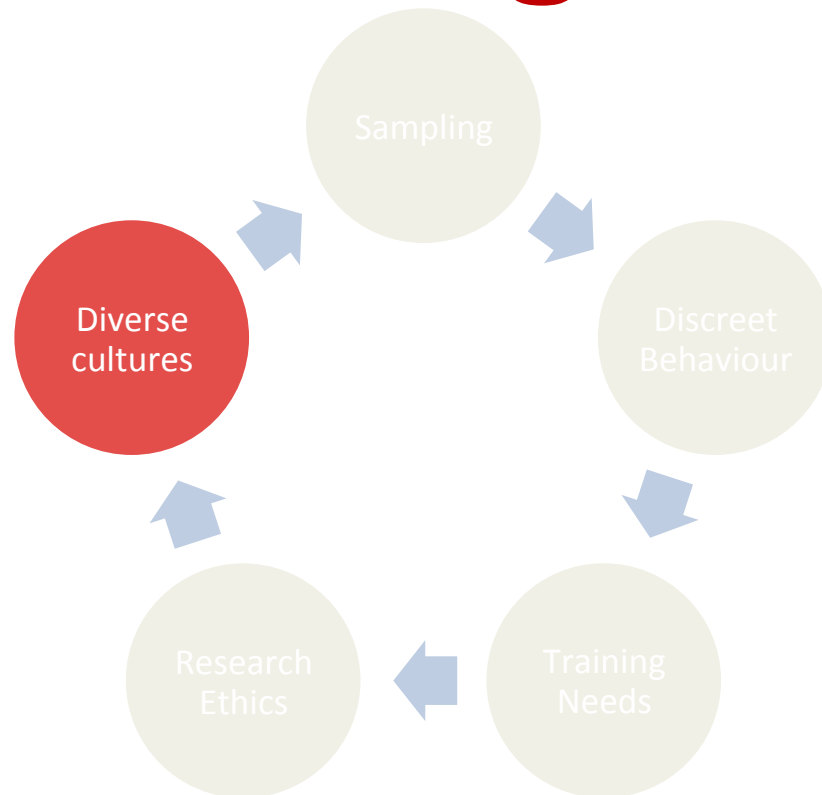 Sampling
Diverse
cultures
Discreet
Behaviour
Research
Ethics
Training
Needs